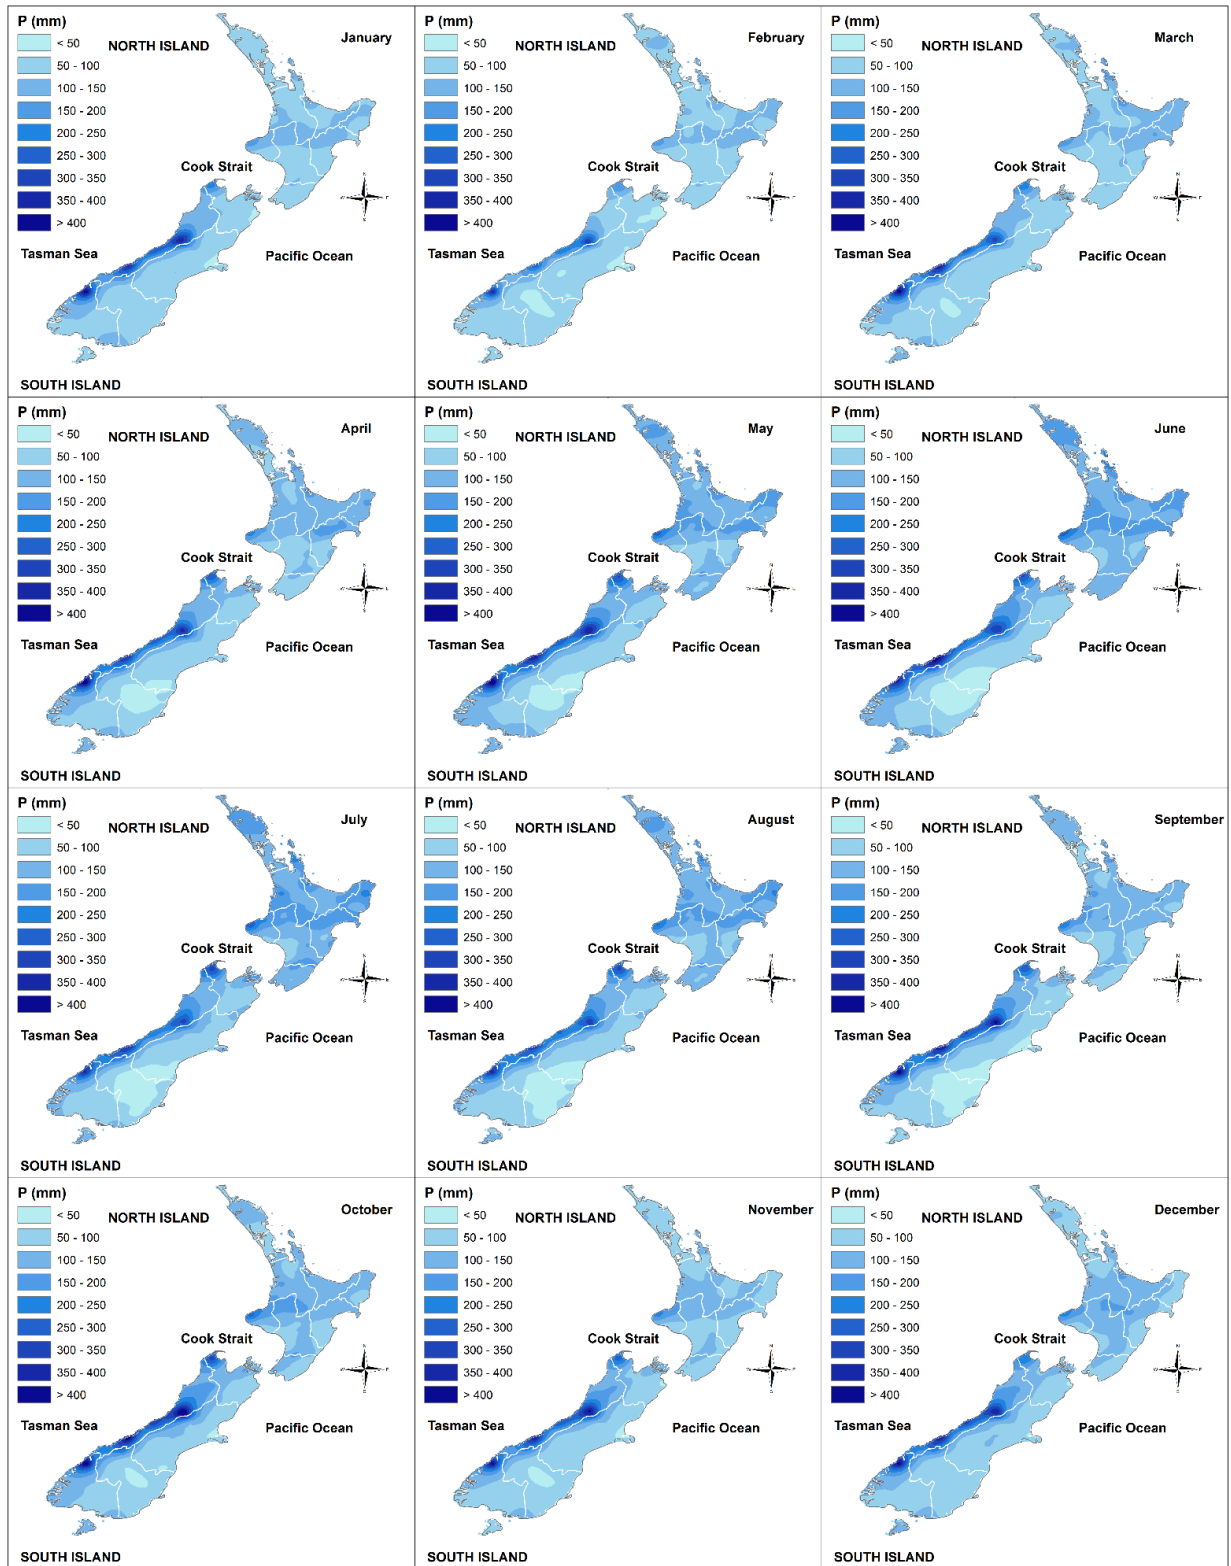 P (mm)
January
< 50
NORTH ISLAND
50 - 100
100 - 150
150 - 200
200 - 250
250 - 300
Cook Strait
300 - 350
350 - 400
> 400
Tasman Sea
Pacific Ocean
SOUTH ISLAND
P (mm)
February
< 50
NORTH ISLAND
50 - 100
100 - 150
150 - 200
200 - 250
250 - 300
Cook Strait
300 - 350
350 - 400
> 400
Tasman Sea
Pacific Ocean
SOUTH ISLAND
P (mm)
March
< 50
NORTH ISLAND
50 - 100
100 - 150
150 - 200
200 - 250
250 - 300
Cook Strait
300 - 350
350 - 400
> 400
Tasman Sea
Pacific Ocean
SOUTH ISLAND
P (mm)
April
< 50
NORTH ISLAND
50 - 100
100 - 150
150 - 200
200 - 250
250 - 300
Cook Strait
300 - 350
350 - 400
> 400
Tasman Sea
Pacific Ocean
SOUTH ISLAND
P (mm)
May
< 50
NORTH ISLAND
50 - 100
100 - 150
150 - 200
200 - 250
250 - 300
Cook Strait
300 - 350
350 - 400
> 400
Tasman Sea
Pacific Ocean
SOUTH ISLAND
P (mm)
June
< 50
NORTH ISLAND
50 - 100
100 - 150
150 - 200
200 - 250
250 - 300
Cook Strait
300 - 350
350 - 400
> 400
Tasman Sea
Pacific Ocean
SOUTH ISLAND
P (mm)
July
< 50
NORTH ISLAND
50 - 100
100 - 150
150 - 200
200 - 250
250 - 300
Cook Strait
300 - 350
350 - 400
> 400
Tasman Sea
Pacific Ocean
SOUTH ISLAND
P (mm)
August
< 50
NORTH ISLAND
50 - 100
100 - 150
150 - 200
200 - 250
250 - 300
Cook Strait
300 - 350
350 - 400
> 400
Tasman Sea
Pacific Ocean
SOUTH ISLAND
P (mm)
September
< 50
NORTH ISLAND
50 - 100
100 - 150
150 - 200
200 - 250
250 - 300
Cook Strait
300 - 350
350 - 400
> 400
Tasman Sea
Pacific Ocean
SOUTH ISLAND
P (mm)
October
< 50
NORTH ISLAND
50 - 100
100 - 150
150 - 200
200 - 250
250 - 300
Cook Strait
300 - 350
350 - 400
> 400
Tasman Sea
Pacific Ocean
SOUTH ISLAND
P (mm)
November
< 50
NORTH ISLAND
50 - 100
100 - 150
150 - 200
200 - 250
250 - 300
Cook Strait
300 - 350
350 - 400
> 400
Tasman Sea
Pacific Ocean
SOUTH ISLAND
P (mm)
December
< 50
NORTH ISLAND
50 - 100
100 - 150
150 - 200
200 - 250
250 - 300
Cook Strait
300 - 350
350 - 400
> 400
Tasman Sea
Pacific Ocean
SOUTH ISLAND